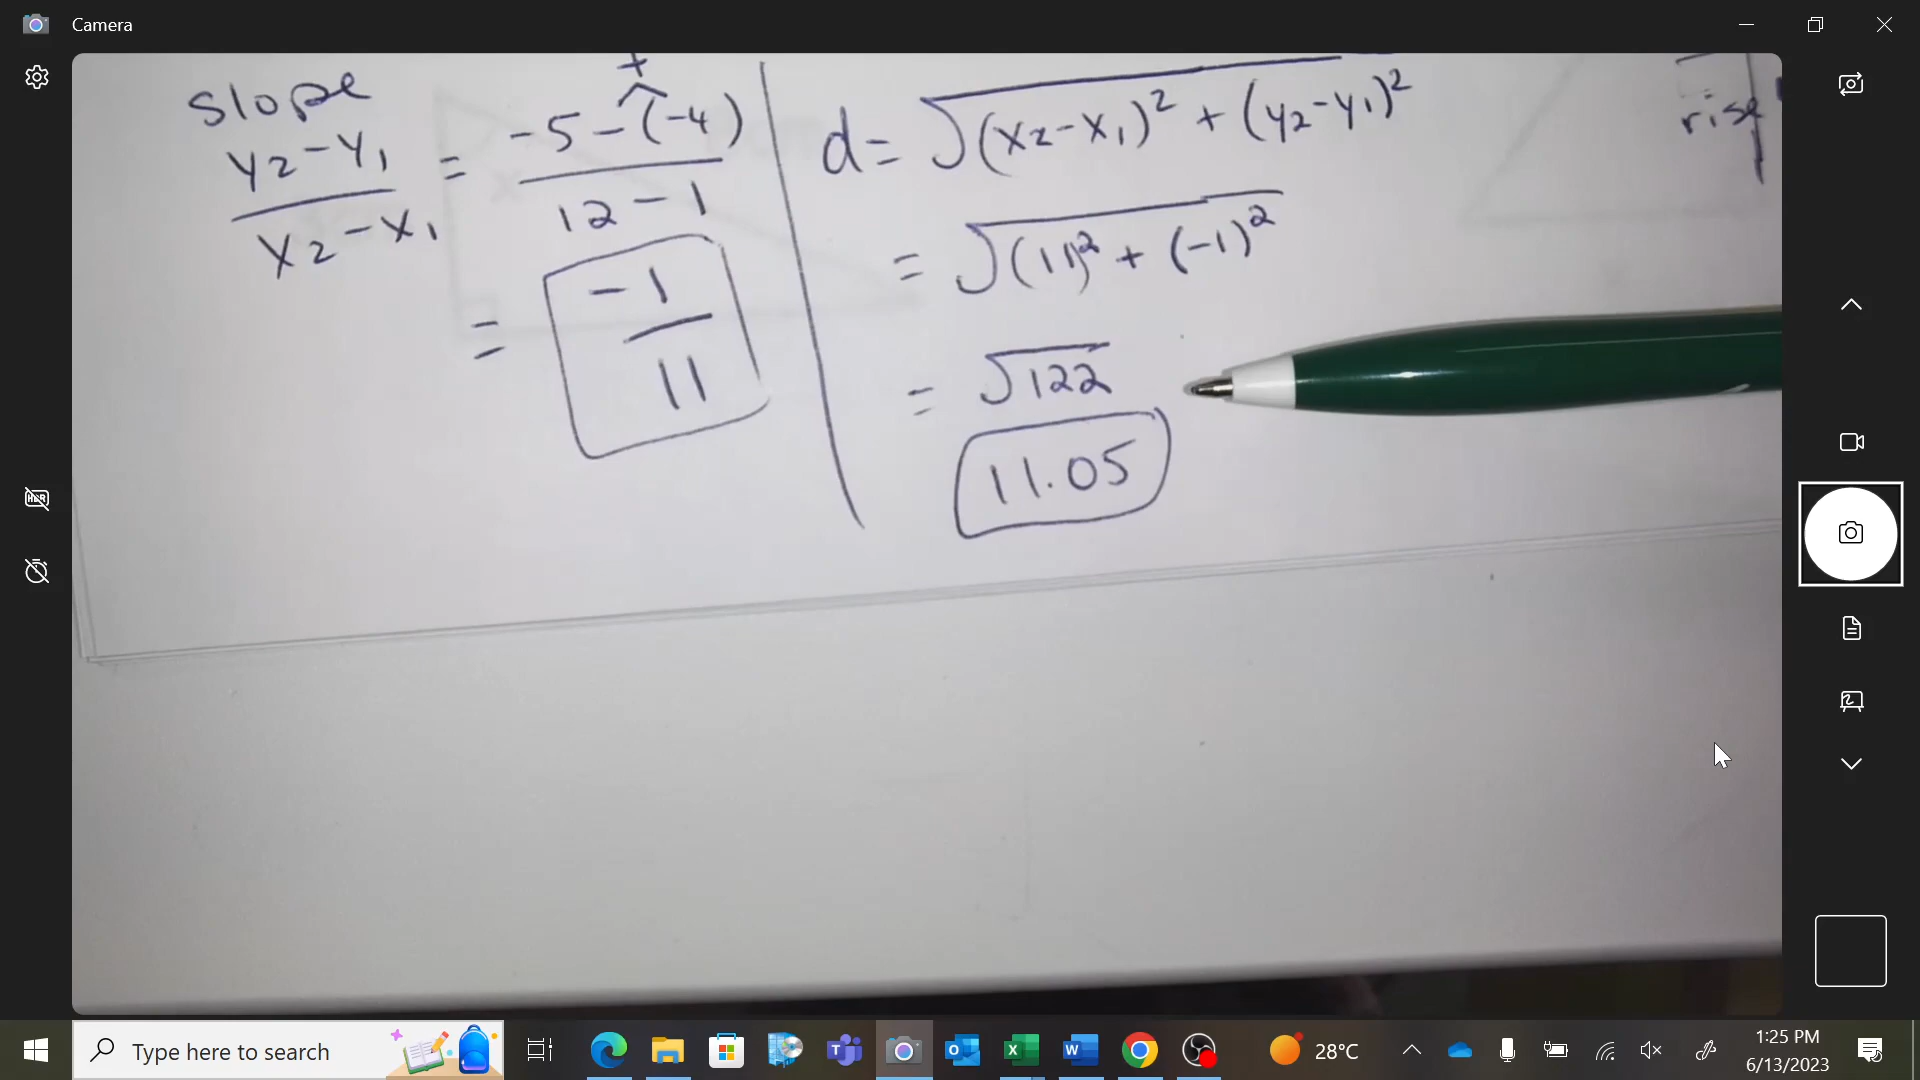 Camera
slope
y2-y1 / x2-x1 = -5-(-4) / 12-1
+
= -1 / 11
d= √(x2-x1)² + (y2-y1)²
= √(11)² + (-1)²
= √122
11.05
rise
HDR
Type here to search
28°C
1:25 PM
6/13/2023